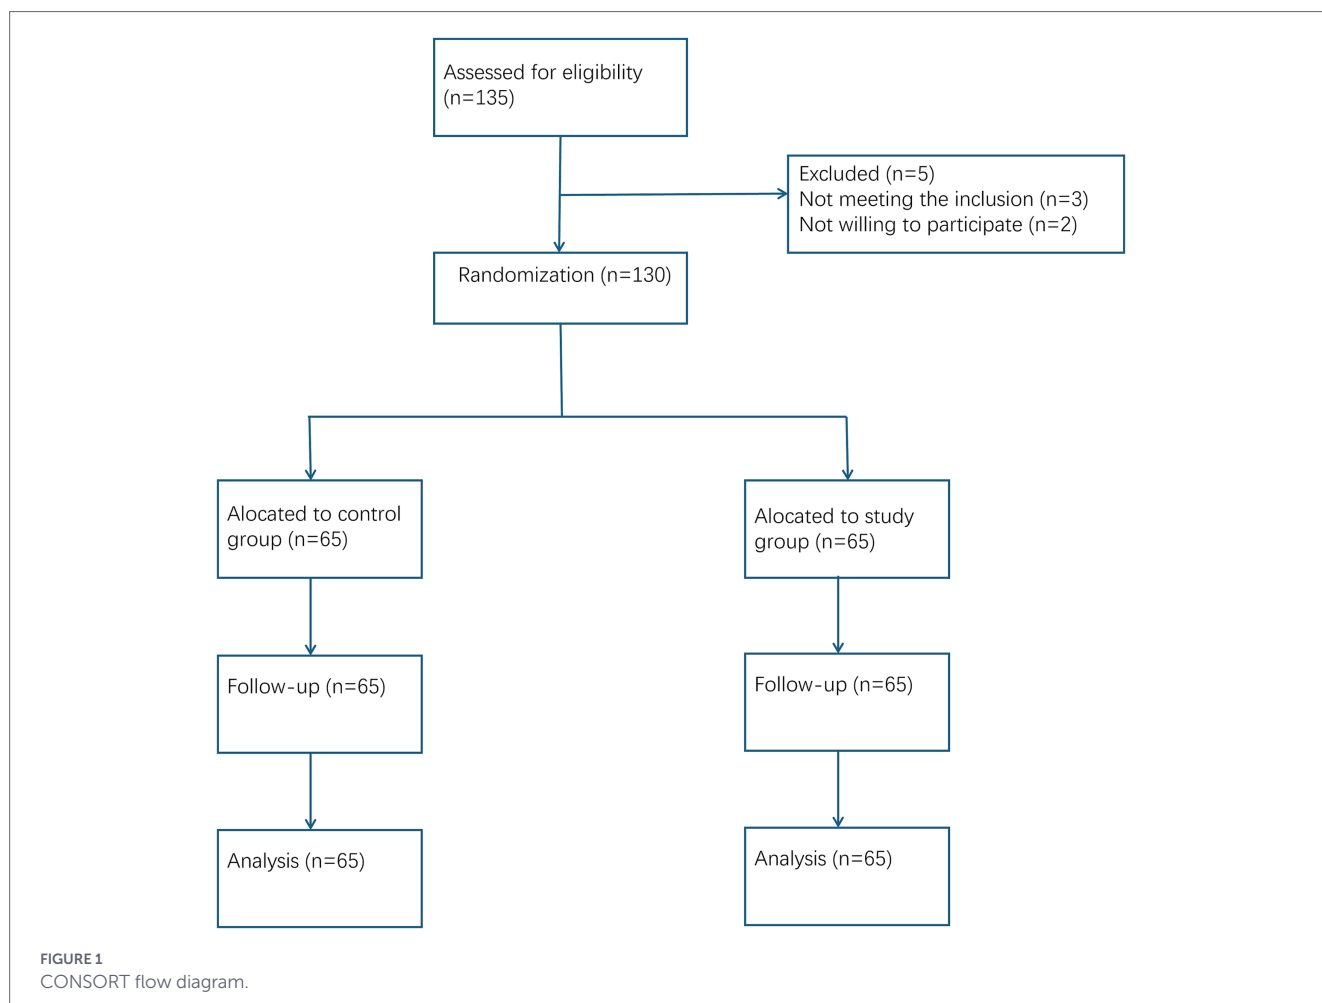 Assessed for eligibility
(n=135)
Excluded (n=5)
Not meeting the inclusion (n=3)
Not willing to participate (n=2)
Randomization (n=130)
Alocated to control
group (n=65)
Alocated to study
group (n=65)
Follow-up (n=65)
Follow-up (n=65)
Analysis (n=65)
Analysis (n=65)
FIGURE 1
CONSORT flow diagram.